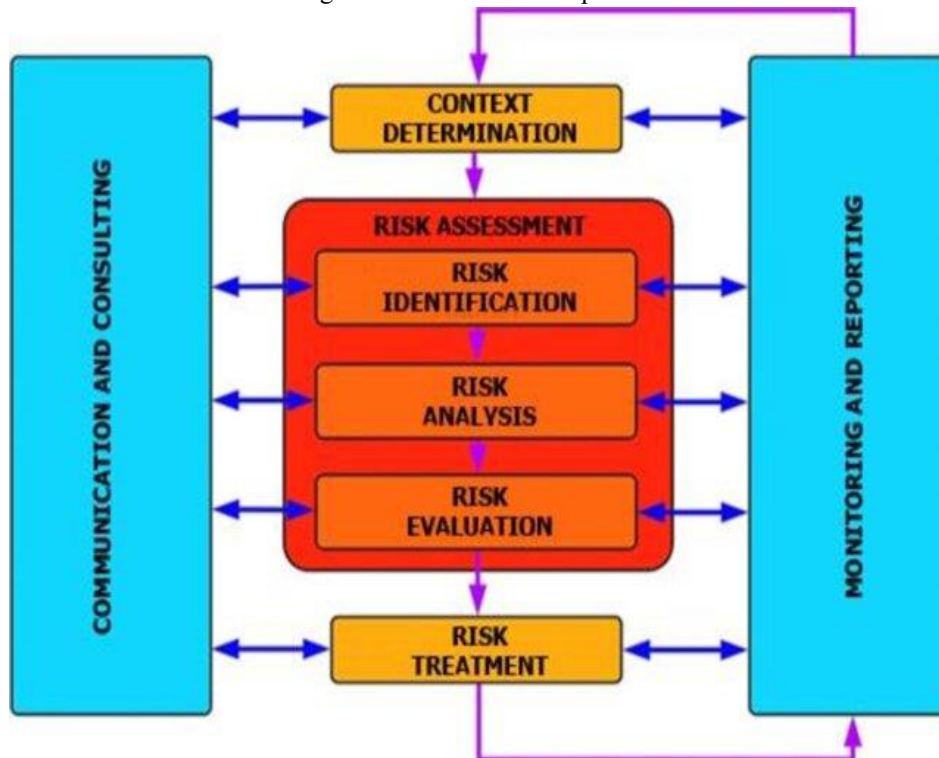 COMMUNICATION AND CONSULTING
CONTEXT
DETERMINATION
RISK ASSESSMENT
RISK
IDENTIFICATION
RISK
ANALYSIS
RISK
EVALUATION
RISK
TREATMENT
MONITORING AND REPORTING